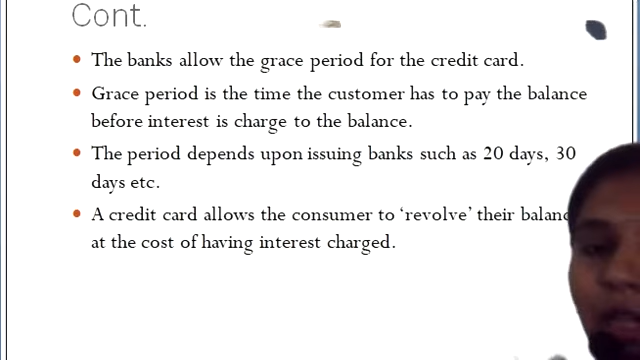 Cont.
The banks allow the grace period for the credit card.
Grace period is the time the customer has to pay the balance
before interest is charge to the balance.
The period depends upon issuing banks such as 20 days, 30
days etc.
A credit card allows the consumer to ‘revolve’ their balanc
at the cost of having interest charged.